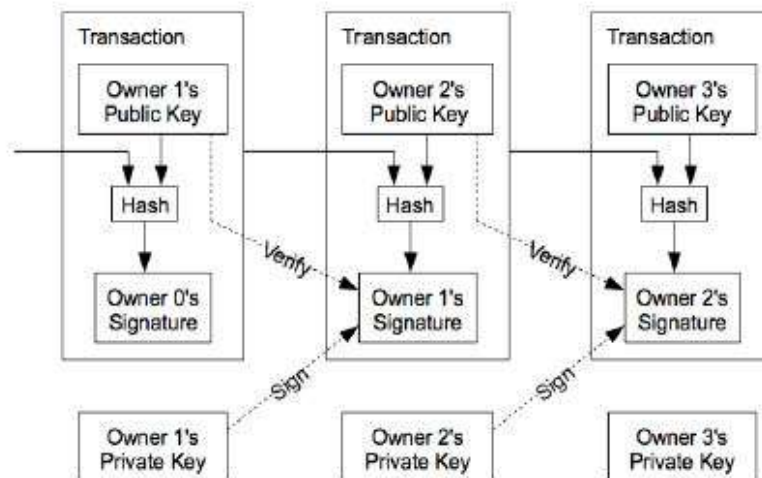 Transaction
Transaction
Transaction
Owner 1's
Public Key
Owner 2's
Public Key
Owner 3's
Public Key
Hash
Hash
Hash
Verify
Verify
Owner 0's
Signature
Owner 1's
Signature
Owner 2's
Signature
Sign
Sign
Owner 1's
Private Key
Owner 2's
Private Key
Owner 3's
Private Key